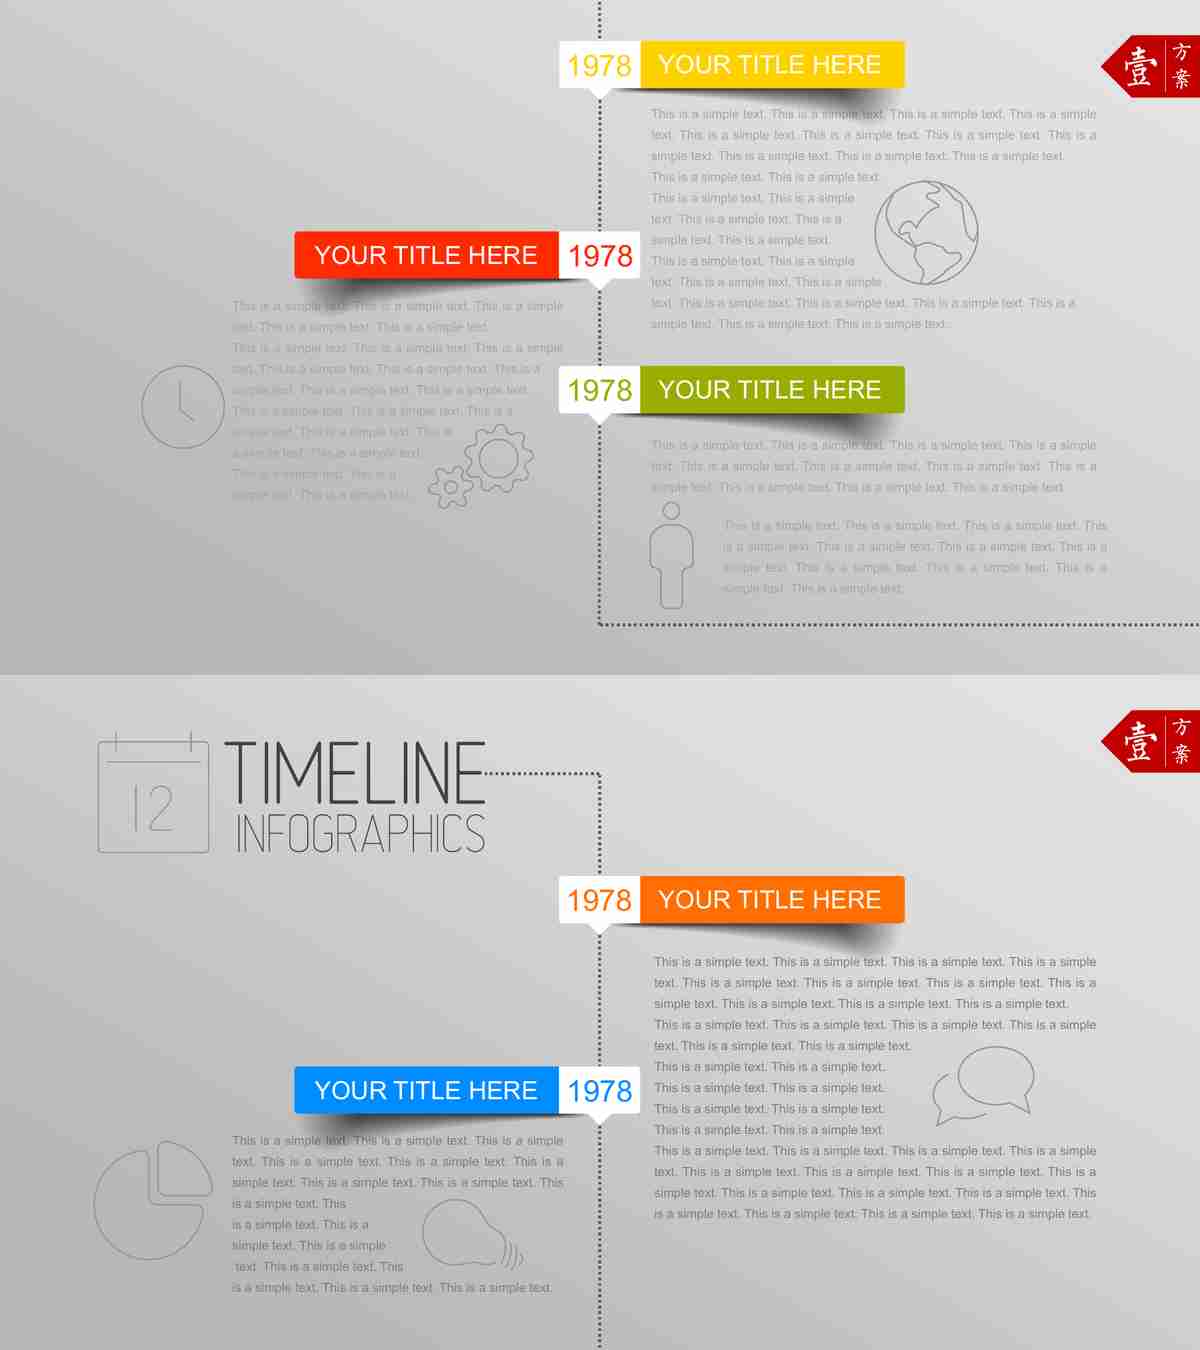 1978 YOUR TITLE HERE
壹 方案
This is a simple text. This is a simple text. This is a simple text. This is a simple
text. This is a simple text. This is a simple text. This is a simple text. This is a
simple text. This is a simple text. This is a simple text. This is a simple text.
This is a simple text. This is a simple text.
This is a simple text. This is a simple
text. This is a simple text. This is a
simple text. This is a simple text.
This is a simple text. This is a simple
text. This is a simple text. This is a simple
text. This is a simple text. This is a simple text. This is a simple text. This is a
simple text. This is a simple text. This is a simple text.
YOUR TITLE HERE 1978
This is a simple text. This is a simple text. This is a simple
text. This is a simple text. This is a simple text.
This is a simple text. This is a simple text. This is a simple
text. This is a simple text. This is a simple text. This is a
simple text. This is a simple text. This is a simple text.
This is a simple text. This is a simple text. This is a
simple text. This is a simple text. This is
a simple text. This is a simple text.
This is a simple text. This is a
simple text. This is a simple text.
1978 YOUR TITLE HERE
This is a simple text. This is a simple text. This is a simple text. This is a simple
text. This is a simple text. This is a simple text. This is a simple text. This is a
simple text. This is a simple text. This is a simple text. This is a simple text.
This is a simple text. This is a simple text. This is a simple text. This
is a simple text. This is a simple text. This is a simple text. This is a
simple text. This is a simple text. This is a simple text. This is a
simple text. This is a simple text.
12
TIMELINE
INFOGRAPHICS
壹 方案
1978 YOUR TITLE HERE
This is a simple text. This is a simple text. This is a simple text. This is a simple
text. This is a simple text. This is a simple text. This is a simple text. This is a
simple text. This is a simple text. This is a simple text. This is a simple text.
This is a simple text. This is a simple text. This is a simple text. This is a simple
text. This is a simple text. This is a simple text.
This is a simple text. This is a simple text.
This is a simple text. This is a simple text.
This is a simple text. This is a simple text.
This is a simple text. This is a simple text.
This is a simple text. This is a simple text. This is a simple text. This is a simple
text. This is a simple text. This is a simple text. This is a simple text. This is a
simple text. This is a simple text. This is a simple text. This is a simple text. This
is a simple text. This is a simple text. This is a simple text. This is a simple text.
YOUR TITLE HERE 1978
This is a simple text. This is a simple text. This is a simple
text. This is a simple text. This is a simple text. This is a
simple text. This is a simple text. This is a simple text. This
is a simple text. This
is a simple text. This is a
simple text. This is a simple
text. This is a simple text. This
is a simple text. This is a simple text. This is a simple text.